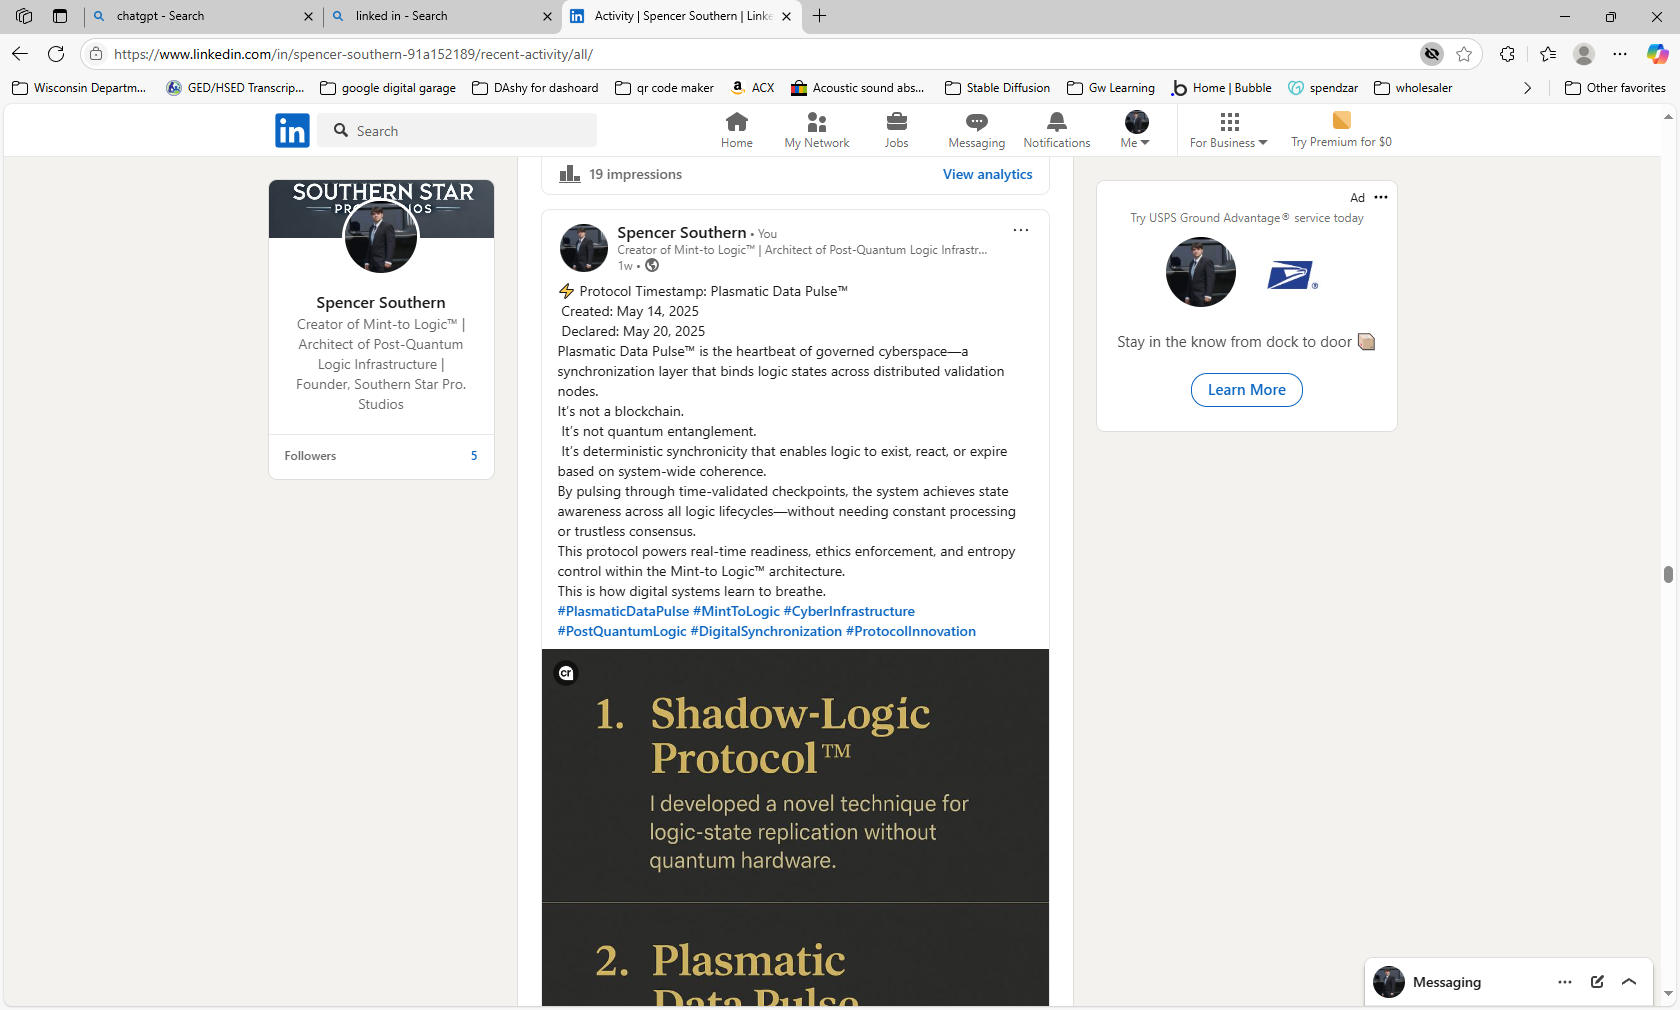 chatgpt - Search
linked in - Search
Activity | Spencer Southern | Linke
https://www.linkedin.com/in/spencer-southern-91a152189/recent-activity/all/
Wisconsin Departm...
GED/HSED Transcrip...
google digital garage
DAshy for dashoard
qr code maker
ACX
Acoustic sound abs...
Stable Diffusion
Gw Learning
Home | Bubble
spendzar
wholesaler
Other favorites
in
Search
Home
My Network
Jobs
Messaging
Notifications
Me
For Business
Try Premium for $0
SOUTHERN STAR
Spencer Southern
Creator of Mint-to Logic™ |
Architect of Post-Quantum
Logic Infrastructure |
Founder, Southern Star Pro.
Studios
Followers 5
19 impressions
View analytics
Spencer Southern • You
Creator of Mint-to Logic™ | Architect of Post-Quantum Logic Infrastr...
1w •
⚡ Protocol Timestamp: Plasmatic Data Pulse™
Created: May 14, 2025
Declared: May 20, 2025
Plasmatic Data Pulse™ is the heartbeat of governed cyberspace—a
synchronization layer that binds logic states across distributed validation
nodes.
It's not a blockchain.
It's not quantum entanglement.
It's deterministic synchronicity that enables logic to exist, react, or expire
based on system-wide coherence.
By pulsing through time-validated checkpoints, the system achieves state
awareness across all logic lifecycles—without needing constant processing
or trustless consensus.
This protocol powers real-time readiness, ethics enforcement, and entropy
control within the Mint-to Logic™ architecture.
This is how digital systems learn to breathe.
#PlasmaticDataPulse #MintToLogic #CyberInfrastructure
#PostQuantumLogic #DigitalSynchronization #ProtocolInnovation
cr
1. Shadow-Logic
Protocol™
I developed a novel technique for
logic-state replication without
quantum hardware.
2. Plasmatic
Data Pulse
Ad
Try USPS Ground Advantage® service today
Stay in the know from dock to door
Learn More
Messaging